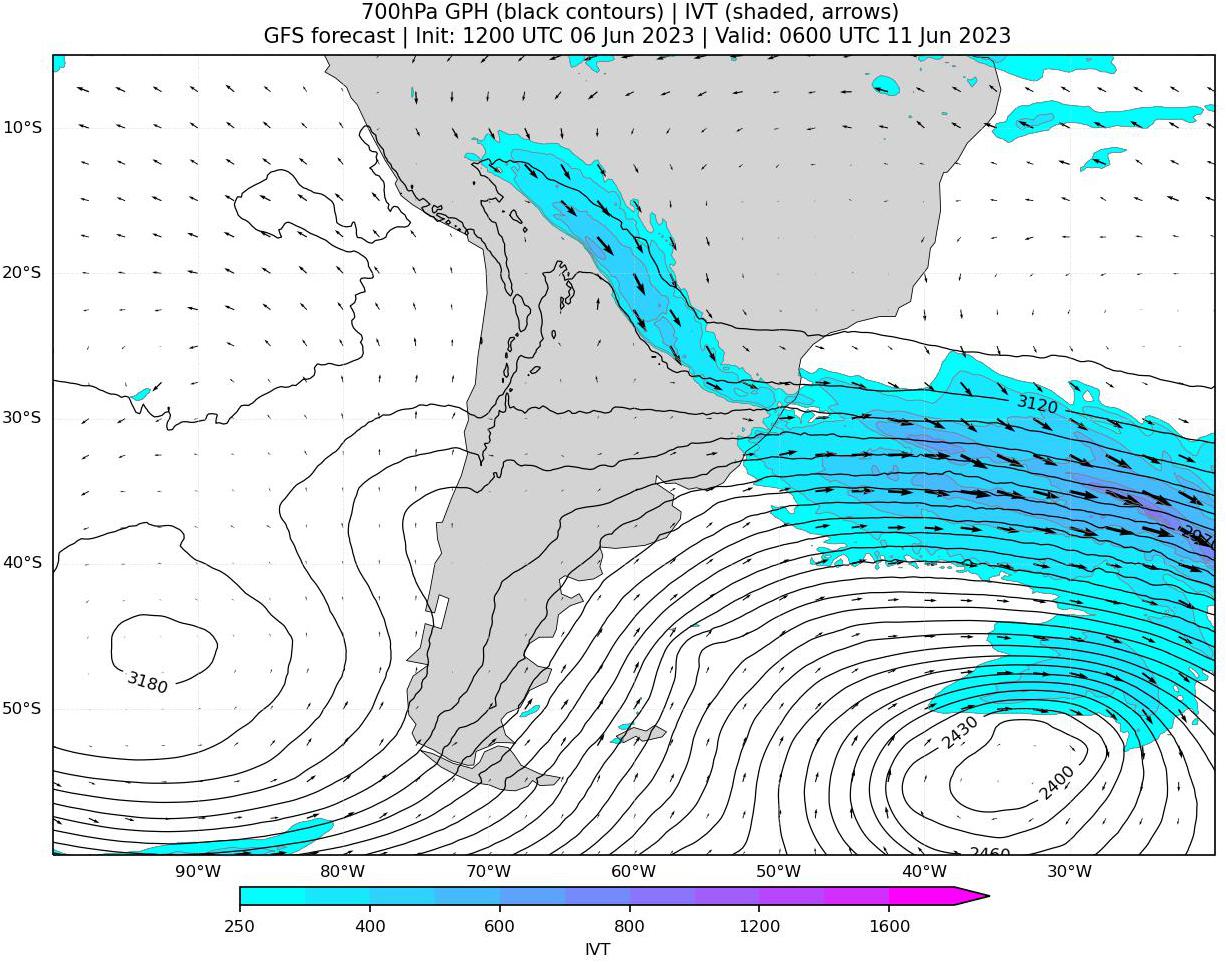 700hPa GPH (black contours) | IVT (shaded, arrows)
GFS forecast | Init: 1200 UTC 06 Jun 2023 | Valid: 0600 UTC 11 Jun 2023
10°S
20°S
30°S
3120
2970
40°S
3180
50°S
2430
2400
2460
90°W 80°W 70°W 60°W 50°W 40°W 30°W
250 400 600 800 1200 1600
IVT